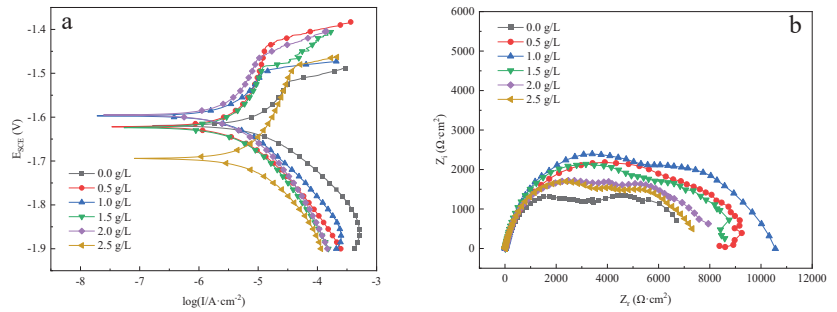 a
-1.4
-1.5
-1.6
-1.7
-1.8
-1.9
E_SCE (V)
0.0 g/L
0.5 g/L
1.0 g/L
1.5 g/L
2.0 g/L
2.5 g/L
-8 -7 -6 -5 -4 -3
log(I/A·cm⁻²)
b
6000
5000
4000
3000
2000
1000
0
Z_i (Ω·cm²)
0.0 g/L
0.5 g/L
1.0 g/L
1.5 g/L
2.0 g/L
2.5 g/L
0 2000 4000 6000 8000 10000 12000
Z_r (Ω·cm²)